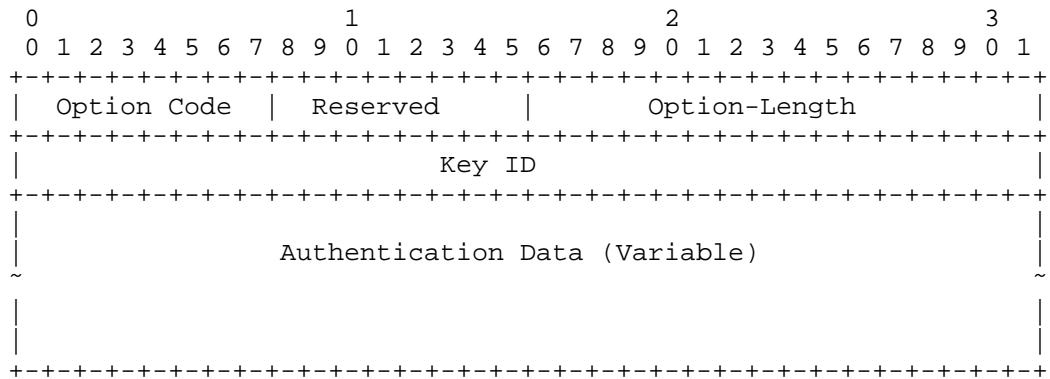 0                   1                   2                   3
 0 1 2 3 4 5 6 7 8 9 0 1 2 3 4 5 6 7 8 9 0 1 2 3 4 5 6 7 8 9 0 1
+-+-+-+-+-+-+-+-+-+-+-+-+-+-+-+-+-+-+-+-+-+-+-+-+-+-+-+-+-+-+-+-+
|  Option Code  |  Reserved     |       Option-Length           |
+-+-+-+-+-+-+-+-+-+-+-+-+-+-+-+-+-+-+-+-+-+-+-+-+-+-+-+-+-+-+-+-+
|                          Key ID                               |
+-+-+-+-+-+-+-+-+-+-+-+-+-+-+-+-+-+-+-+-+-+-+-+-+-+-+-+-+-+-+-+-+
|                                                               |
|                Authentication Data (Variable)                 |
~                                                               ~
|                                                               |
|                                                               |
+-+-+-+-+-+-+-+-+-+-+-+-+-+-+-+-+-+-+-+-+-+-+-+-+-+-+-+-+-+-+-+-+